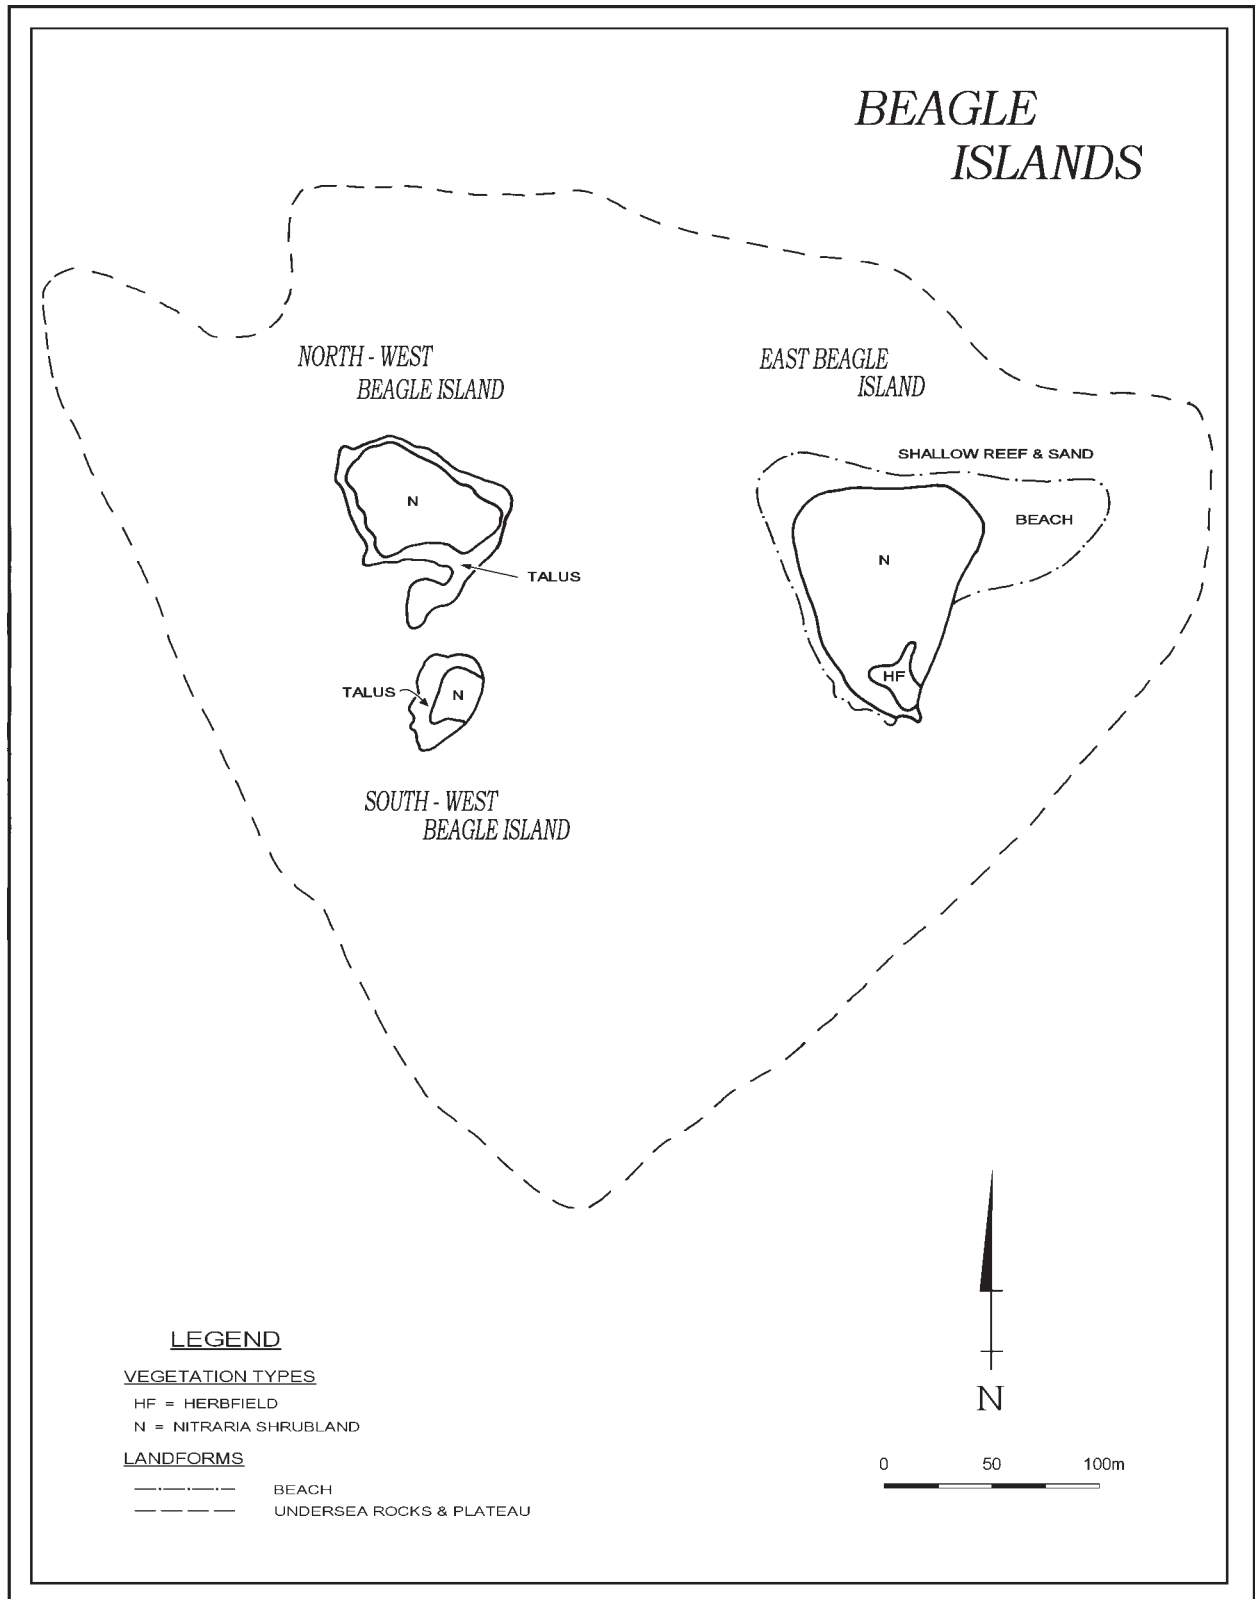 BEAGLE
ISLANDS
NORTH - WEST
BEAGLE ISLAND
EAST BEAGLE
ISLAND
SHALLOW REEF & SAND
BEACH
N
N
TALUS
HF
TALUS
N
SOUTH - WEST
BEAGLE ISLAND
N
LEGEND
VEGETATION TYPES
HF = HERBFIELD
N = NITRARIA SHRUBLAND
LANDFORMS
BEACH
UNDERSEA ROCKS & PLATEAU
0 50 100m